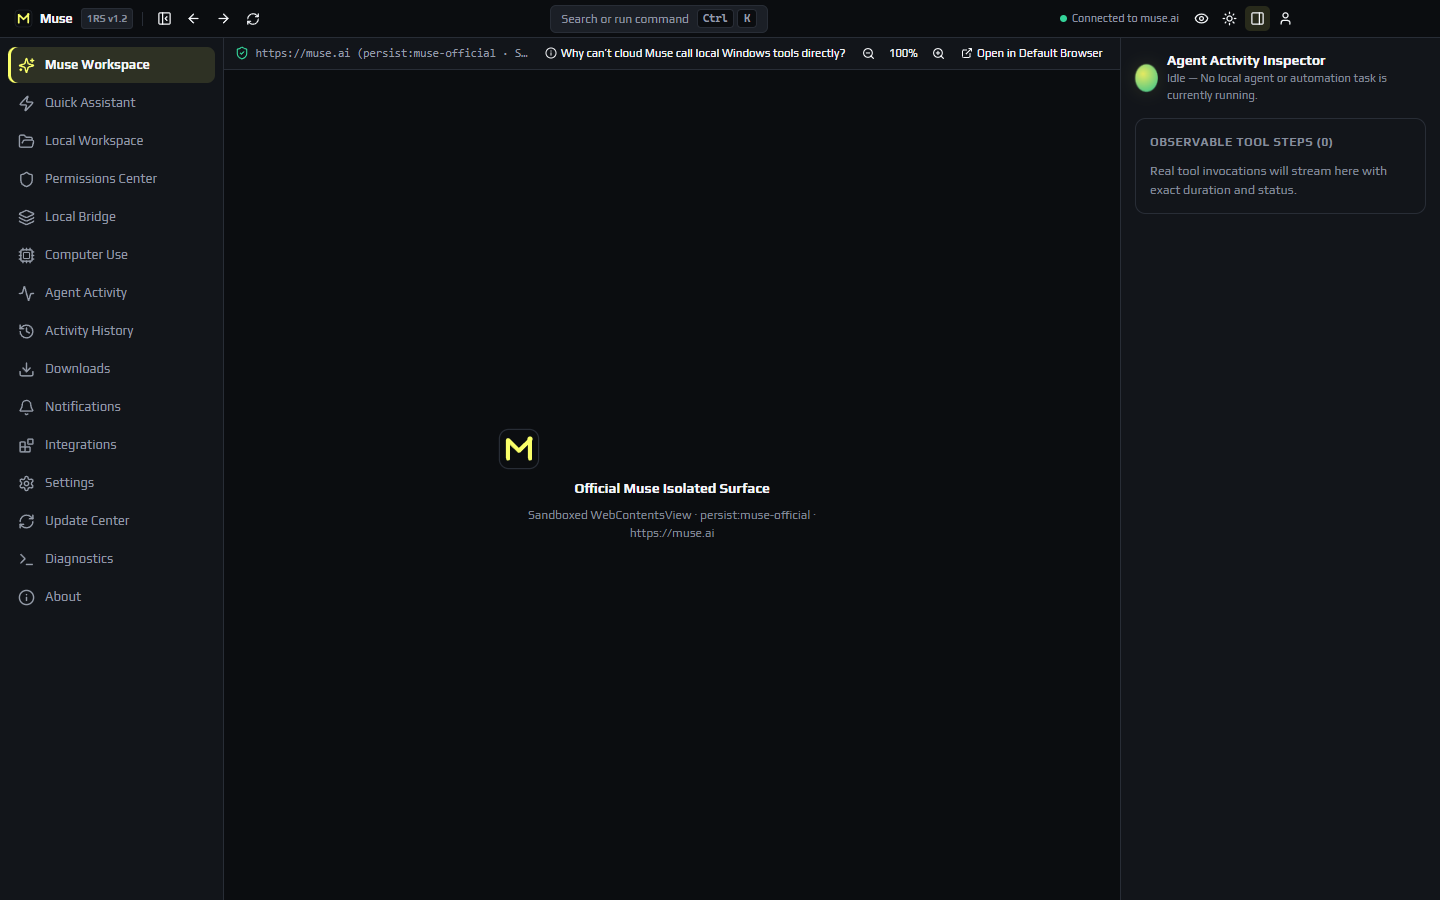 Muse 1RS v1.2
Search or run command Ctrl K
Connected to muse.ai
Muse Workspace
Quick Assistant
Local Workspace
Permissions Center
Local Bridge
Computer Use
Agent Activity
Activity History
Downloads
Notifications
Integrations
Settings
Update Center
Diagnostics
About
https://muse.ai (persist:muse-official · S…
Why can't cloud Muse call local Windows tools directly?
100%
Open in Default Browser
M
Official Muse Isolated Surface
Sandboxed WebContentsView · persist:muse-official ·
https://muse.ai
Agent Activity Inspector
Idle — No local agent or automation task is
currently running.
OBSERVABLE TOOL STEPS (0)
Real tool invocations will stream here with
exact duration and status.